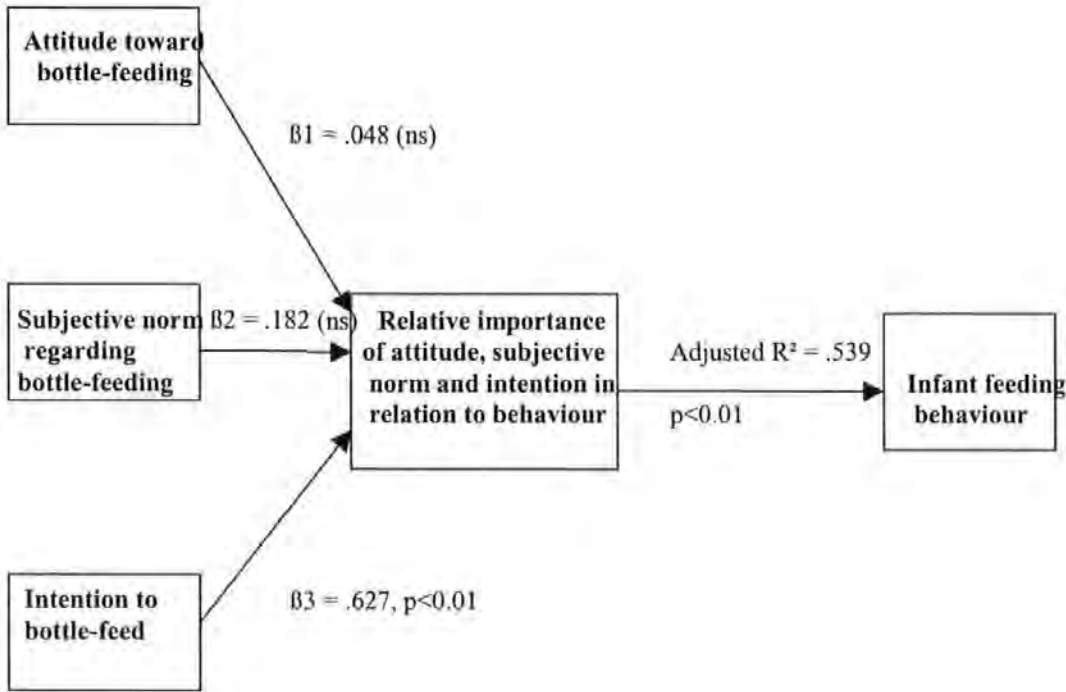 Attitude toward
bottle-feeding
ß1 = .048 (ns)
Subjective norm
regarding
bottle-feeding
ß2 = .182 (ns)
Relative importance
of attitude, subjective
norm and intention in
relation to behaviour
Adjusted R² = .539
p<0.01
Infant feeding
behaviour
Intention to
bottle-feed
ß3 = .627, p<0.01